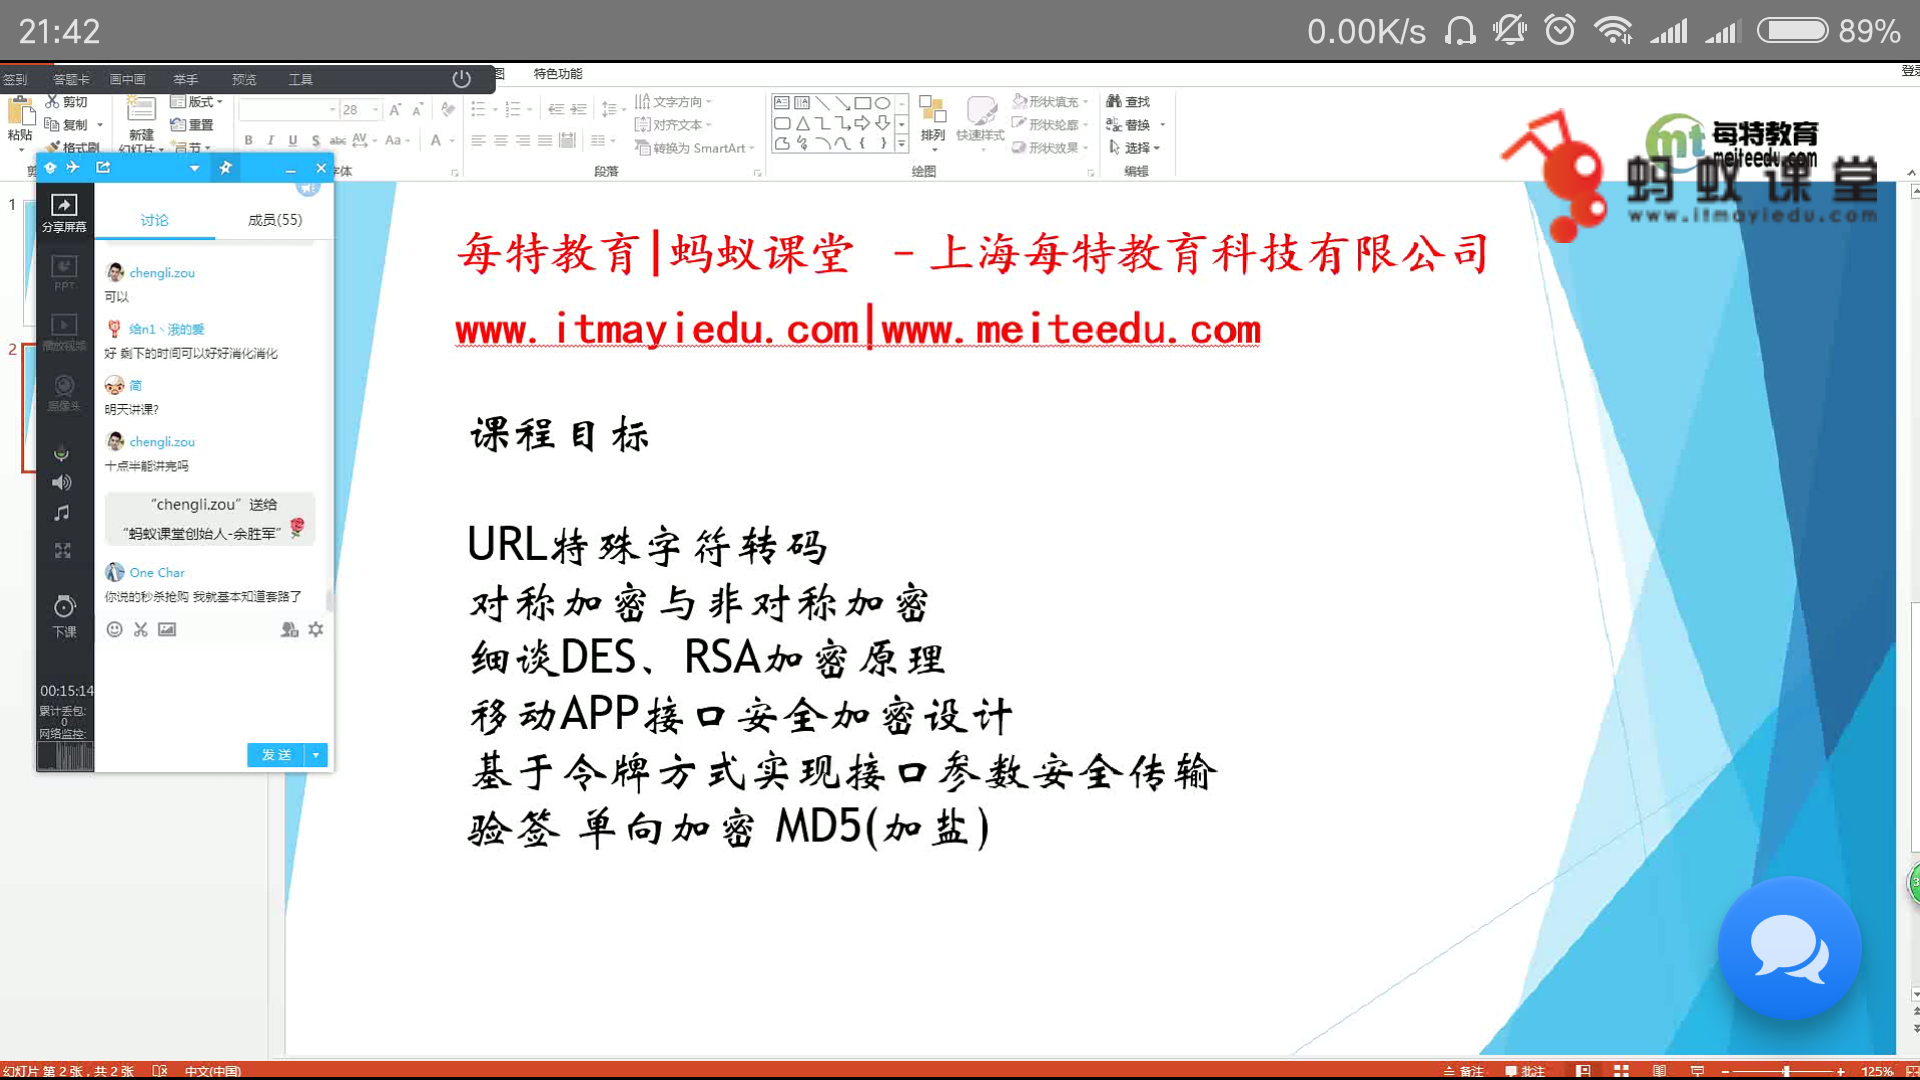 21:42
0.00K/s
89%
签到 答题卡 画中画 举手 预览 工具
图 特色功能
登录
粘贴
剪切
复制
格式刷
新建
幻灯片
版式
重置
节
28
B I U S abc AV Aa A
字体
文字方向
对齐文本
转换为 SmartArt
段落
排列
快速样式
形状填充
形状轮廓
形状效果
绘图
查找
替换
选择
编辑
mt 每特教育
meiteedu.com
蚂蚁课堂
www.itmayiedu.com
1
2
分享屏幕
PPT
播放视频
摄像头
下课
00:15:14
累计丢包:
0
网络监控:
讨论
成员(55)
chengli.zou
可以
好 剩下的时间可以好好消化消化
简
明天讲课?
chengli.zou
十点半能讲完吗
“chengli.zou”送给
“蚂蚁课堂创始人-余胜军”
One Char
你说的秒杀抢购 我就基本知道套路了
发送
每特教育|蚂蚁课堂 -上海每特教育科技有限公司
www.itmayiedu.com|www.meiteedu.com
课程目标
URL特殊字符转码
对称加密与非对称加密
细谈DES、RSA加密原理
移动APP接口安全加密设计
基于令牌方式实现接口参数安全传输
验签 单向加密 MD5(加盐)
幻灯片 第 2 张，共 2 张
中文(中国)
备注
批注
125%